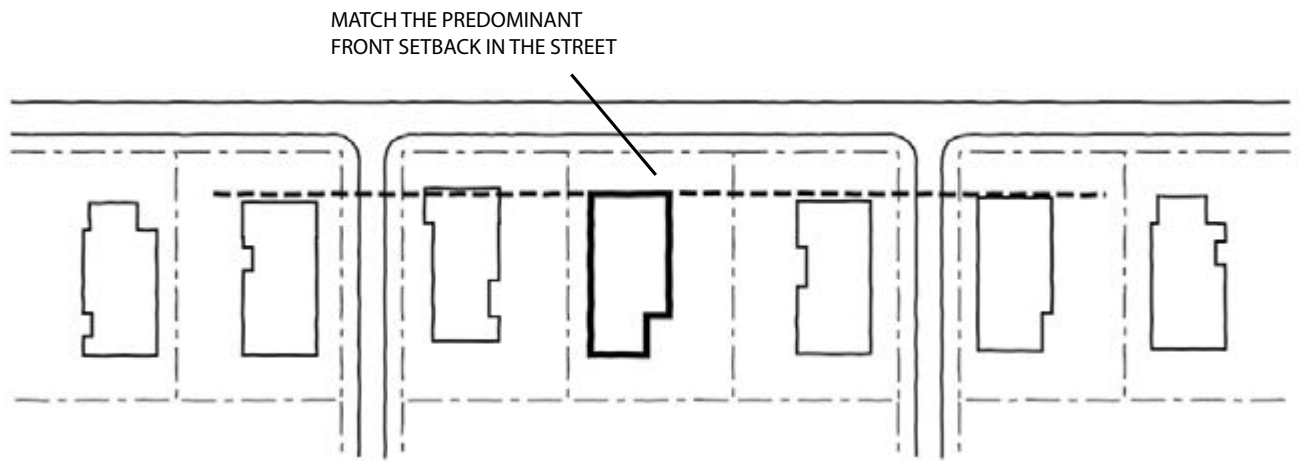 MATCH THE PREDOMINANT
FRONT SETBACK IN THE STREET